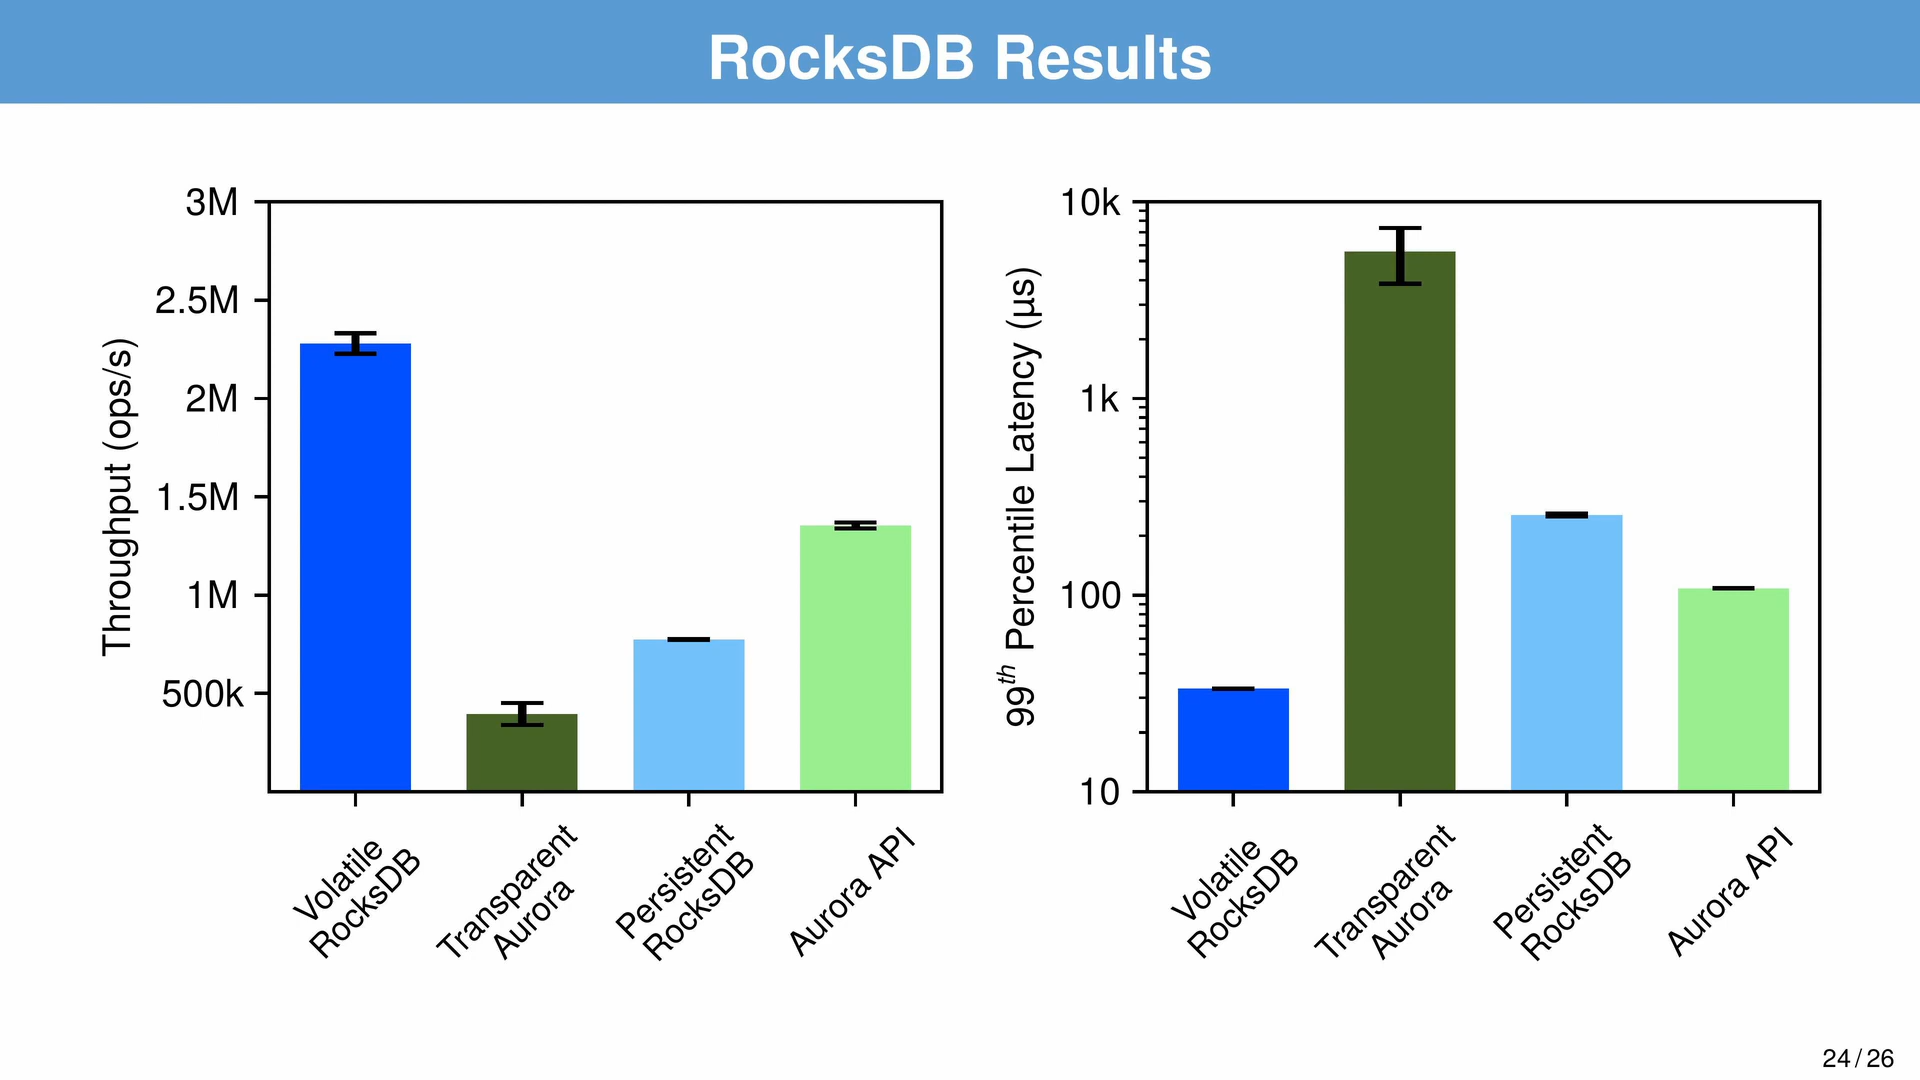 RocksDB Results
Throughput (ops/s)
3M
2.5M
2M
1.5M
1M
500k
Volatile
RocksDB
Transparent
Aurora
Persistent
RocksDB
Aurora API
99th Percentile Latency (µs)
10k
1k
100
10
Volatile
RocksDB
Transparent
Aurora
Persistent
RocksDB
Aurora API
24 / 26